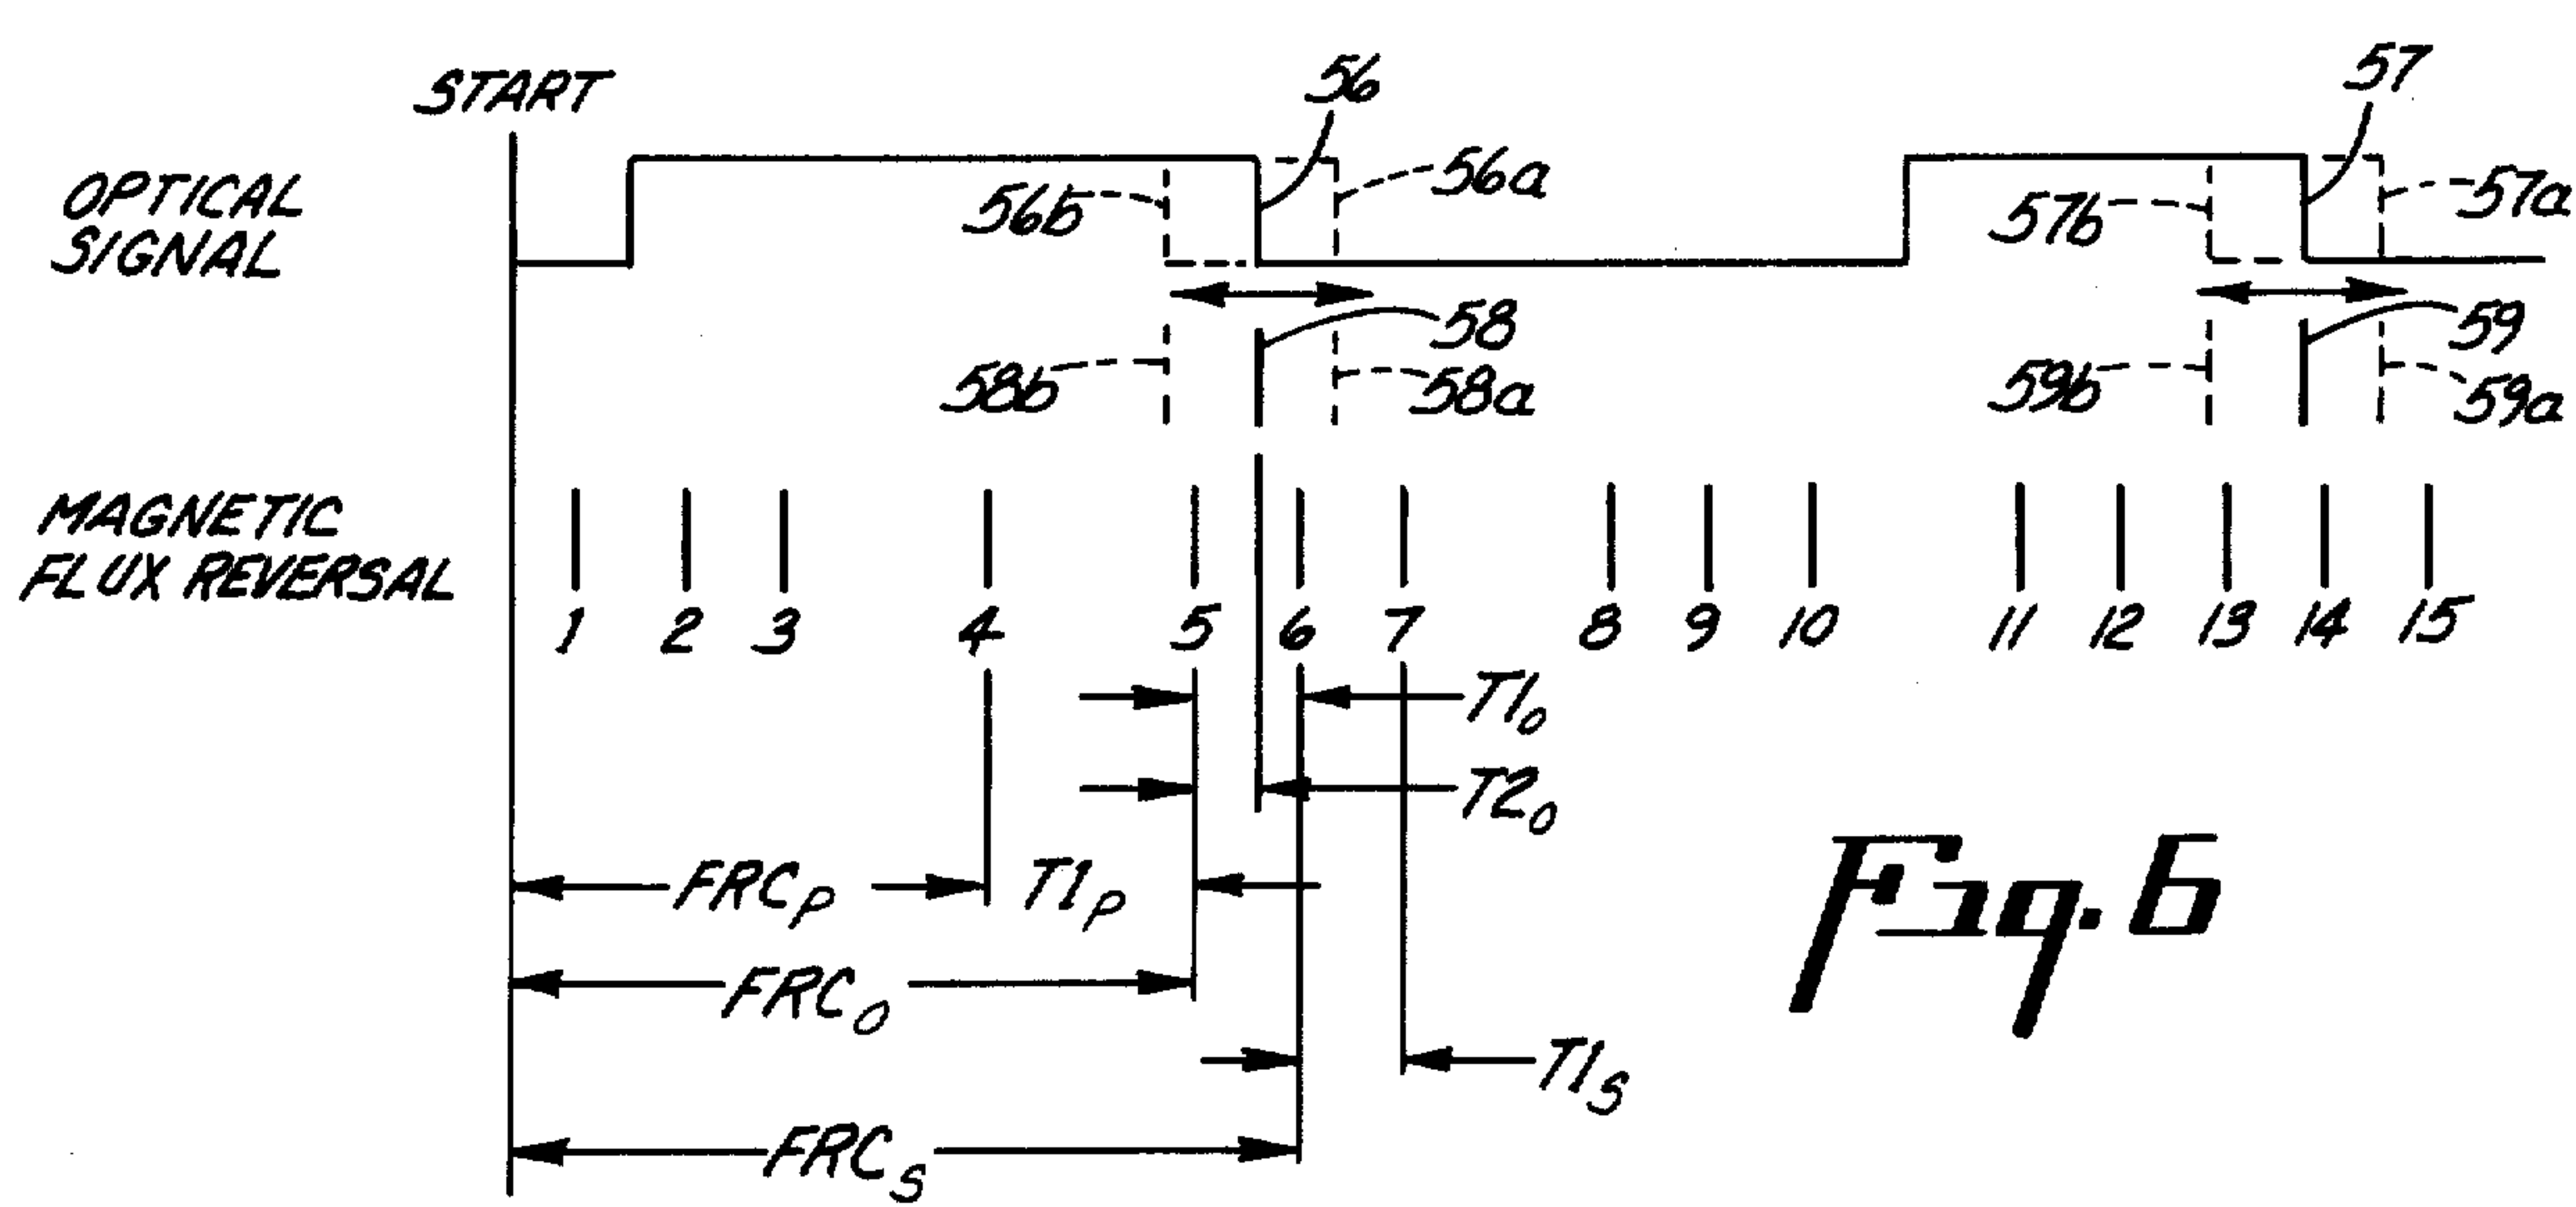 START
56
57
OPTICAL
SIGNAL
56b
56a
57b
57a
58
59
58b
58a
59b
59a
MAGNETIC
FLUX REVERSAL
1 2 3 4 5 6 7 8 9 10 11 12 13 14 15
T1O
T2O
FRCP
T1P
FRCO
T1S
FRCS
Fig. 6